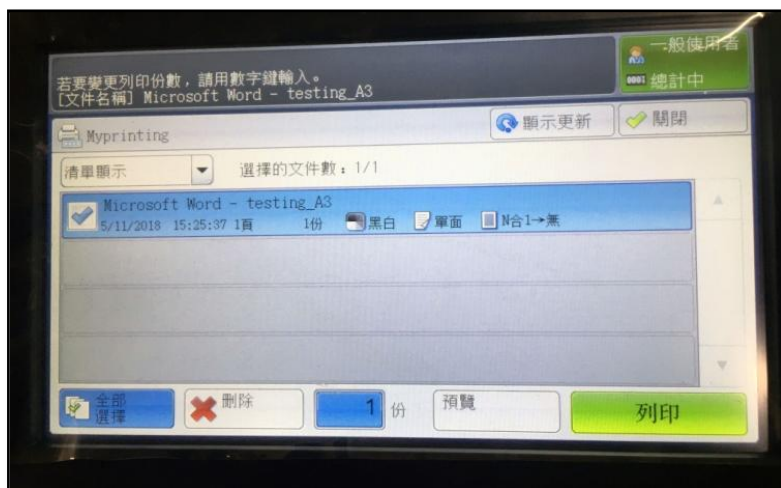 若要變更列印份數，請用數字鍵輸入。
[文件名稱] Microsoft Word - testing_A3
一般使用者
總計中
Myprinting
顯示更新
關閉
清單顯示
選擇的文件數：1/1
Microsoft Word - testing_A3
5/11/2018 15:25:37 1頁 1份 黑白 單面 N合1→無
全部
選擇
刪除
1 份
預覽
列印